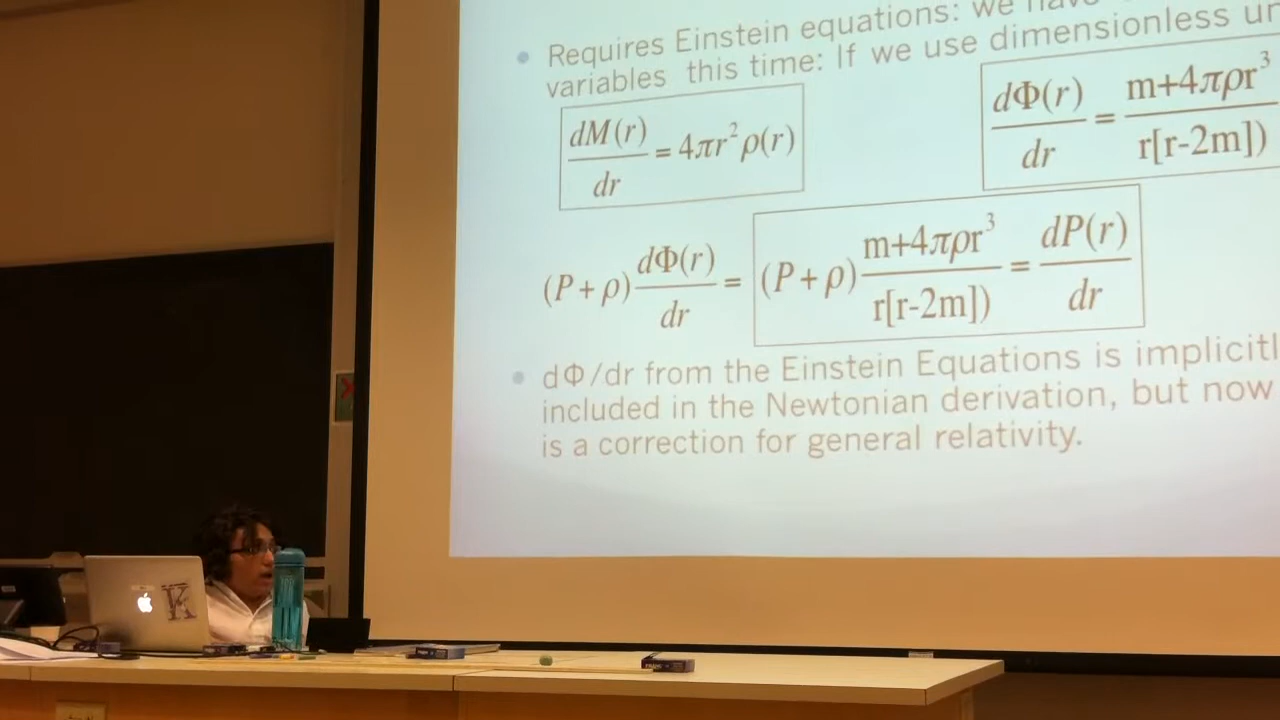 Requires Einstein equations: we have
variables this time: If we use dimensionless
dM(r)/dr = 4πr²ρ(r)
dΦ(r)/dr = m+4πρr³/r[r-2m])
(P+ρ) dΦ(r)/dr = (P+ρ) m+4πρr³/r[r-2m]) = dP(r)/dr
dΦ/dr from the Einstein Equations is
included in the Newtonian derivation, but now
is a correction for general relativity.
K